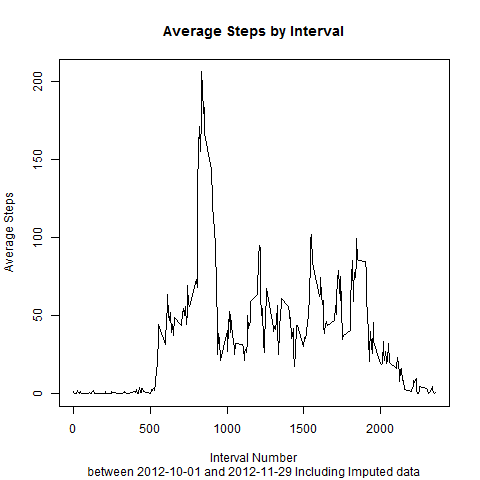 Average Steps by Interval
Average Steps
200
150
100
50
0
0 500 1000 1500 2000
Interval Number
between 2012-10-01 and 2012-11-29 Including Imputed data